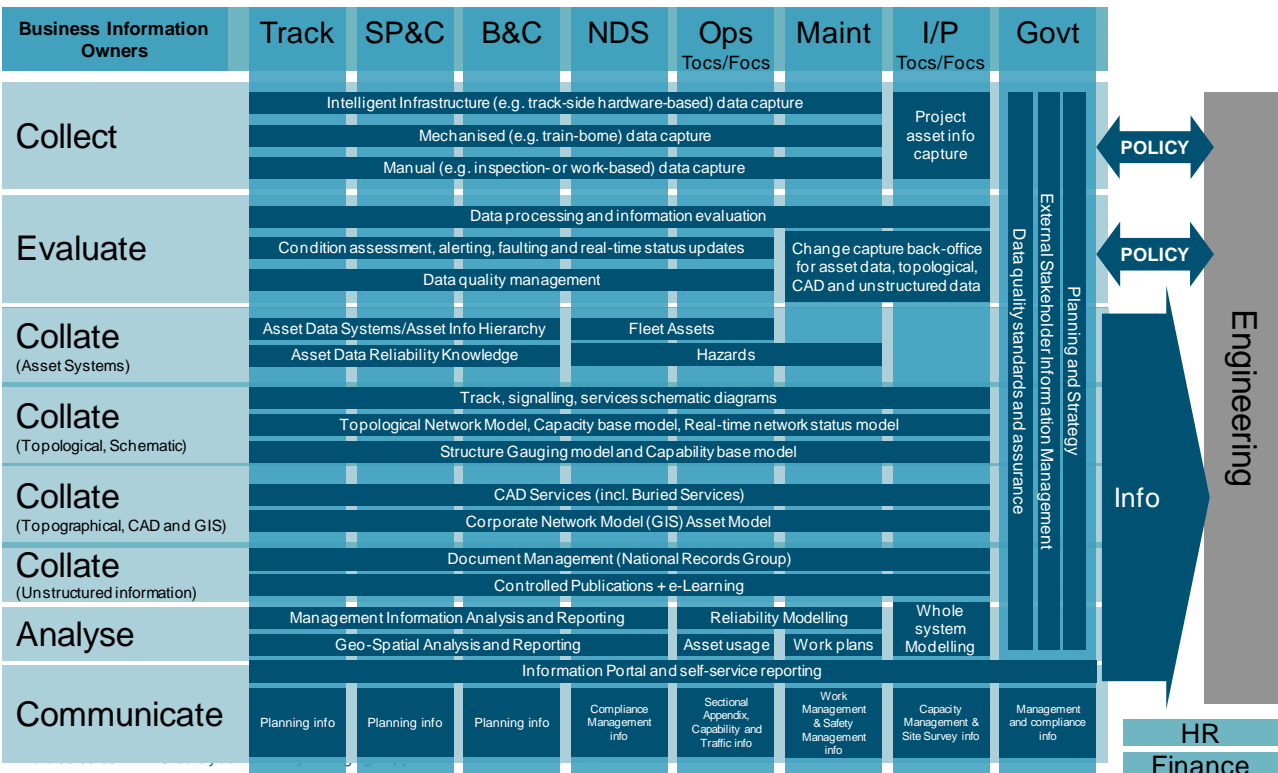 Business Information
Owners
Track
SP&C
B&C
NDS
Ops
Tocs/Focs
Maint
I/P
Tocs/Focs
Govt
Collect
Intelligent Infrastructure (e.g. track-side hardware-based) data capture
Mechanised (e.g. train-borne) data capture
Manual (e.g. inspection- or work-based) data capture
Project
asset info
capture
POLICY
Evaluate
Data processing and information evaluation
Condition assessment, alerting, faulting and real-time status updates
Data quality management
Change capture back-office
for asset data, topological,
CAD and unstructured data
POLICY
Data quality standards and assurance
External Stakeholder Information Management
Planning and Strategy
Engineering
Info
Collate
(Asset Systems)
Asset Data Systems/Asset Info Hierarchy
Fleet Assets
Asset Data Reliability Knowledge
Hazards
Collate
(Topological, Schematic)
Track, signalling, services schematic diagrams
Topological Network Model, Capacity base model, Real-time network status model
Structure Gauging model and Capability base model
Collate
(Topographical, CAD and GIS)
CAD Services (incl. Buried Services)
Corporate Network Model (GIS) Asset Model
Collate
(Unstructured information)
Document Management (National Records Group)
Controlled Publications + e-Learning
Analyse
Management Information Analysis and Reporting
Reliability Modelling
Geo-Spatial Analysis and Reporting
Asset usage
Work plans
Whole
system
Modelling
Communicate
Information Portal and self-service reporting
Planning info
Planning info
Planning info
Compliance
Management
info
Sectional
Appendix,
Capability and
Traffic info
Work
Management
& Safety
Management
info
Capacity
Management &
Site Survey info
Management
and compliance
info
HR
Finance